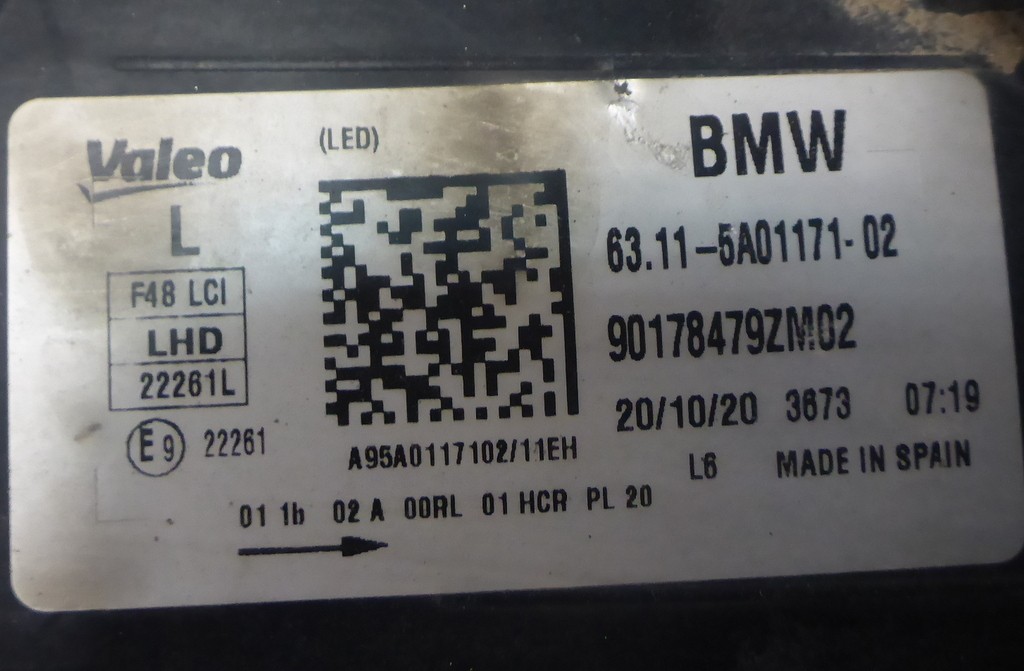 Valeo
(LED)
BMW
L
63.11-5A01171-02
F48 LCI
LHD
22261L
90178479ZM02
20/10/20 3673 07:19
E9 22261
A95A0117102/11EH
L6 MADE IN SPAIN
01 1b 02 A 00RL 01 HCR PL 20